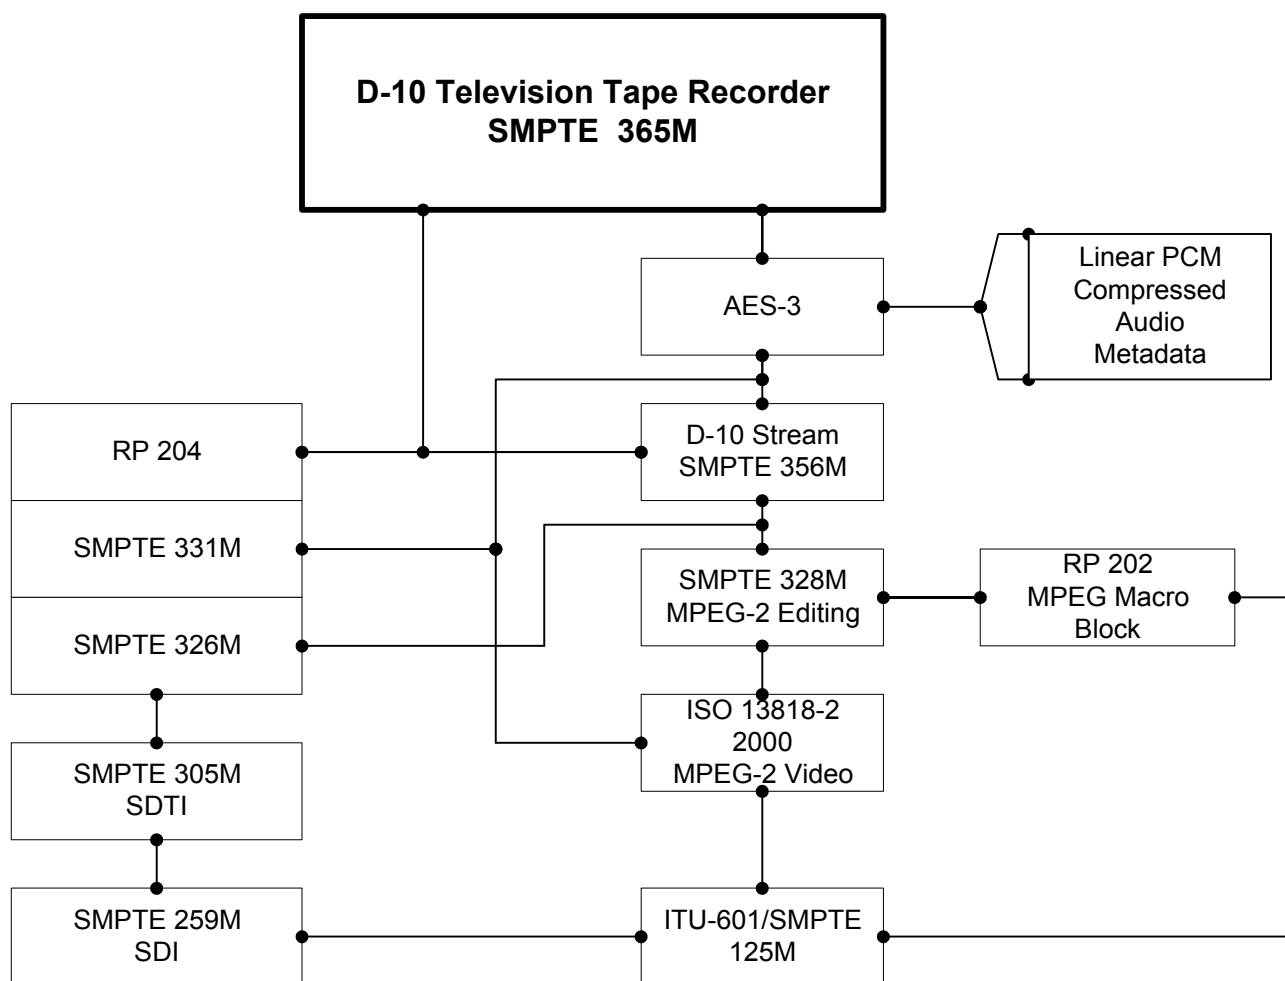 D-10 Television Tape Recorder
SMPTE 365M
Linear PCM
Compressed
Audio
Metadata
AES-3
RP 204
D-10 Stream
SMPTE 356M
SMPTE 331M
SMPTE 328M
MPEG-2 Editing
RP 202
MPEG Macro
Block
SMPTE 326M
ISO 13818-2
2000
MPEG-2 Video
SMPTE 305M
SDTI
SMPTE 259M
SDI
ITU-601/SMPTE
125M